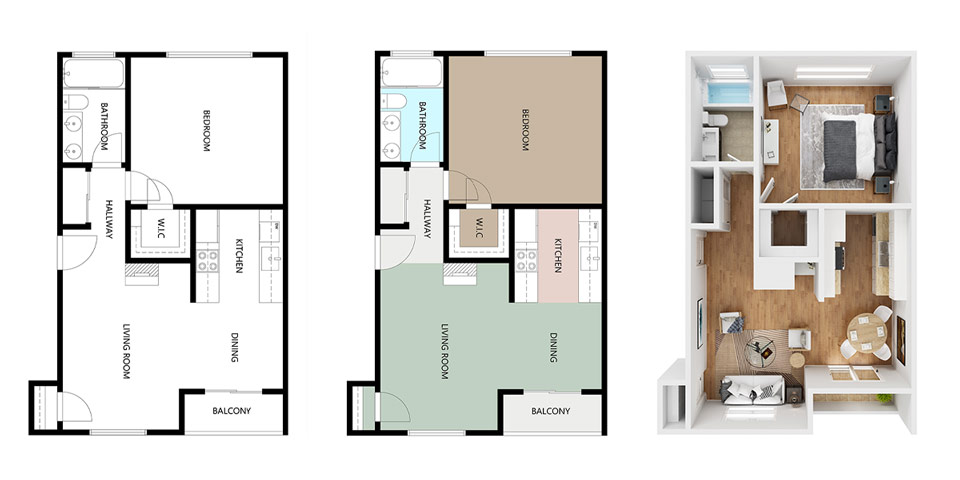 BATHROOM
BEDROOM
HALLWAY
W.I.C
KITCHEN
LIVING ROOM
DINING
BALCONY
BATHROOM
BEDROOM
HALLWAY
W.I.C
KITCHEN
LIVING ROOM
DINING
BALCONY